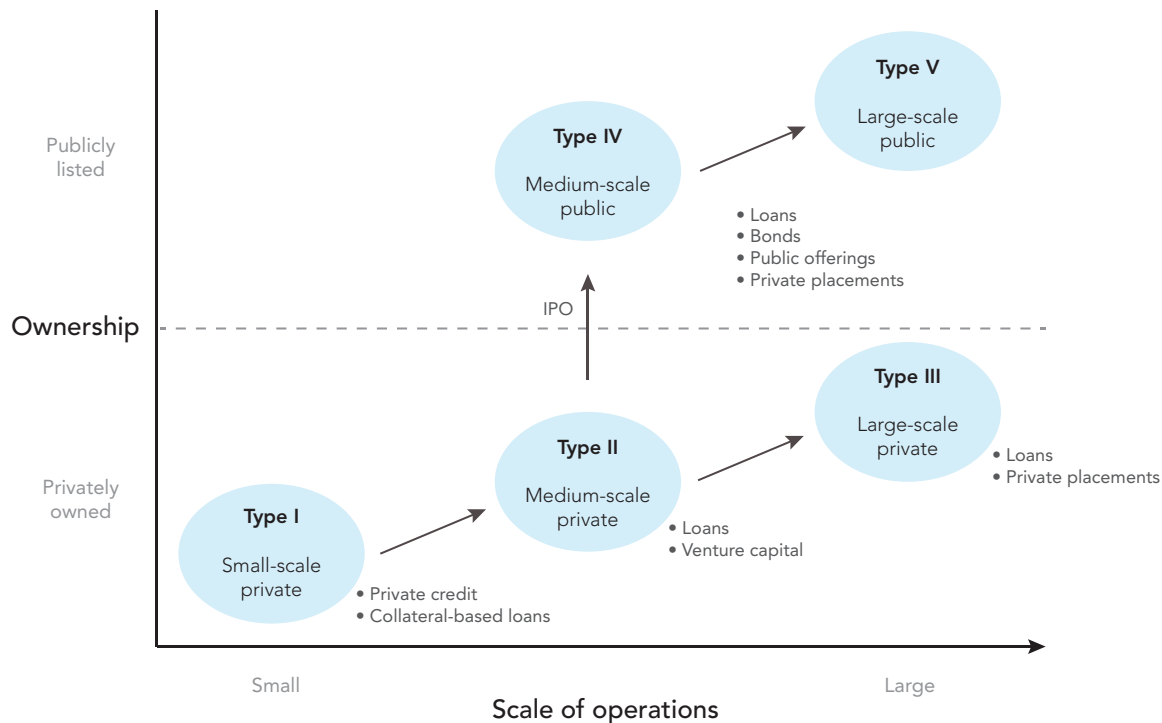 Type V
Large-scale
public
Type IV
Medium-scale
public
Publicly
listed
• Loans
• Bonds
• Public offerings
• Private placements
IPO
Ownership
Type III
Large-scale
private
• Loans
• Private placements
Type II
Medium-scale
private
• Loans
• Venture capital
Privately
owned
Type I
Small-scale
private
• Private credit
• Collateral-based loans
Small
Large
Scale of operations